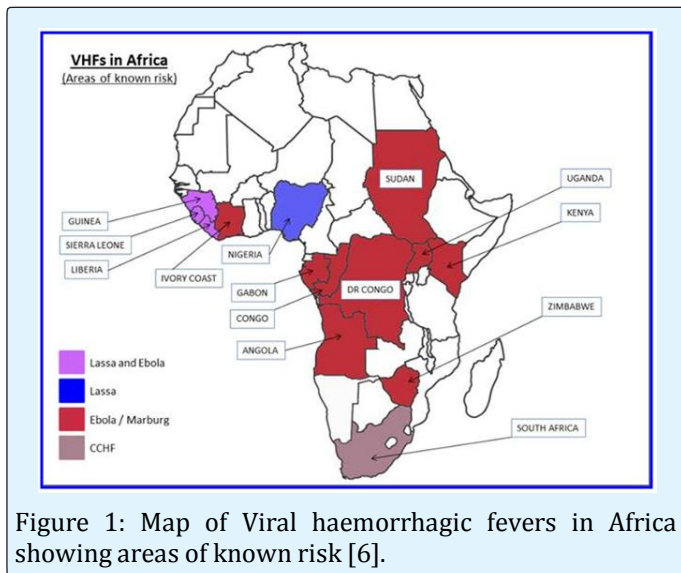 VHFs in Africa
(Areas of known risk)
SUDAN
UGANDA
KENYA
GUINEA
SIERRA LEONE
LIBERIA
IVORY COAST
NIGERIA
GABON
CONGO
ANGOLA
DR CONGO
ZIMBABWE
SOUTH AFRICA
Lassa and Ebola
Lassa
Ebola / Marburg
CCHF
Figure 1: Map of Viral haemorrhagic fevers in Africa
showing areas of known risk [6].